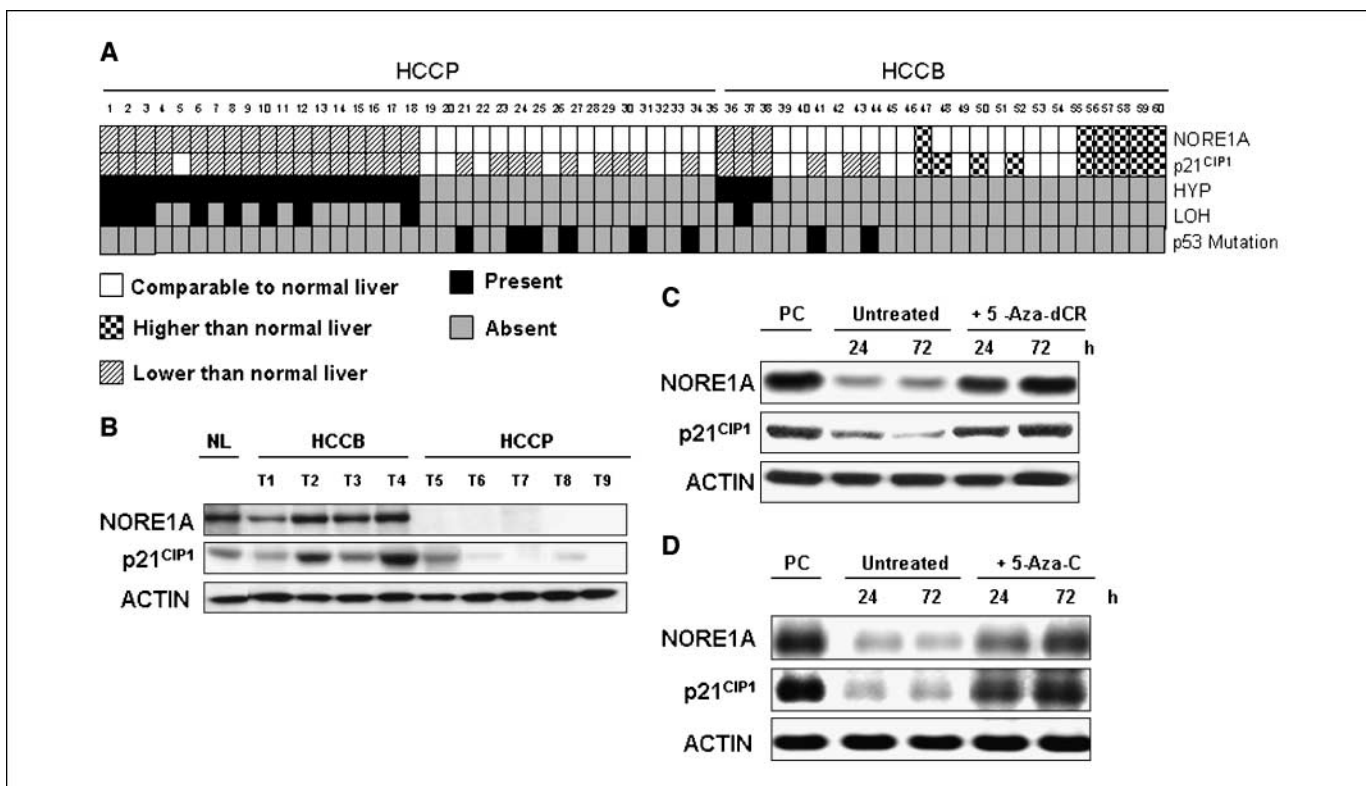 A
HCCP HCCB
1 2 3 4 5 6 7 8 9 10 11 12 13 14 15 16 17 18 19 20 21 22 23 24 25 26 27 28 29 30 31 32 33 34 35 36 37 38 39 40 41 42 43 44 45 46 47 48 49 50 51 52 53 54 55 56 57 58 59 60
NORE1A
p21CIP1
HYP
LOH
p53 Mutation
Comparable to normal liver
Higher than normal liver
Lower than normal liver
Present
Absent
B
NL HCCB HCCP
T1 T2 T3 T4 T5 T6 T7 T8 T9
NORE1A
p21CIP1
ACTIN
C
PC Untreated + 5 -Aza-dCR
24 72 24 72 h
NORE1A
p21CIP1
ACTIN
D
PC Untreated + 5-Aza-C
24 72 24 72 h
NORE1A
p21CIP1
ACTIN